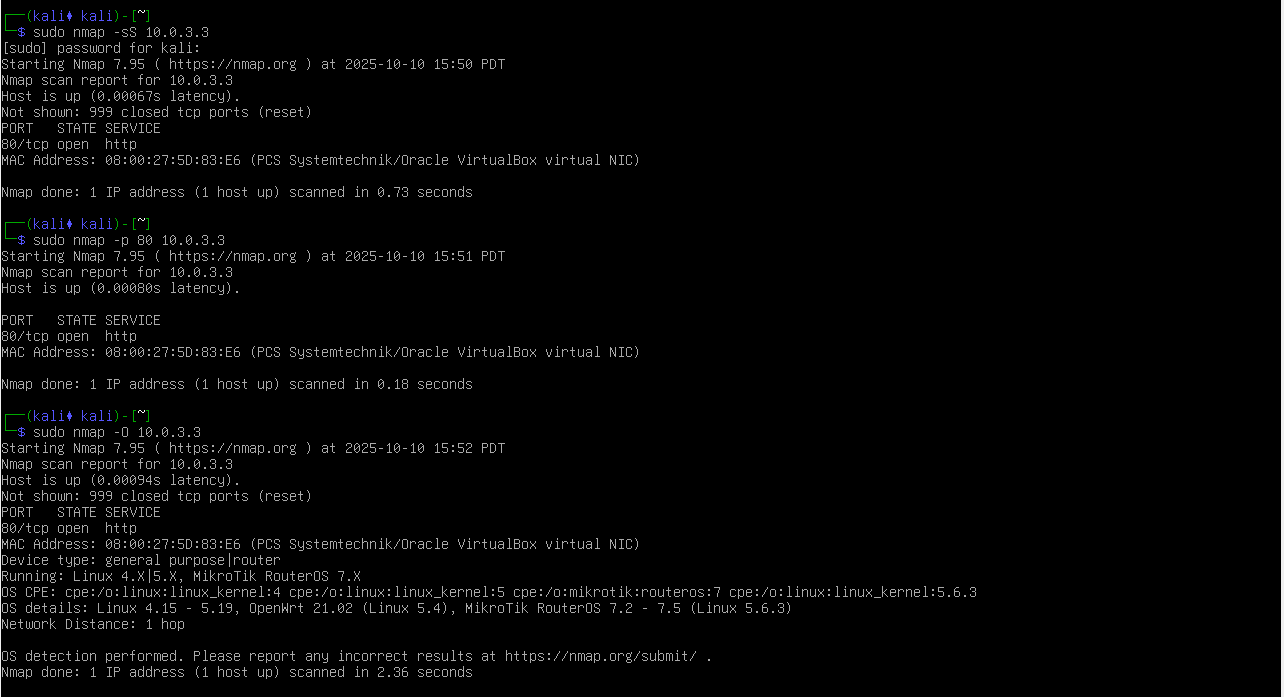 ┌──(kali⧫kali)-[~]
└─$ sudo nmap -sS 10.0.3.3
[sudo] password for kali:
Starting Nmap 7.95 ( https://nmap.org ) at 2025-10-10 15:50 PDT
Nmap scan report for 10.0.3.3
Host is up (0.00067s latency).
Not shown: 999 closed tcp ports (reset)
PORT   STATE SERVICE
80/tcp open  http
MAC Address: 08:00:27:5D:83:E6 (PCS Systemtechnik/Oracle VirtualBox virtual NIC)
Nmap done: 1 IP address (1 host up) scanned in 0.73 seconds
┌──(kali⧫kali)-[~]
└─$ sudo nmap -p 80 10.0.3.3
Starting Nmap 7.95 ( https://nmap.org ) at 2025-10-10 15:51 PDT
Nmap scan report for 10.0.3.3
Host is up (0.00080s latency).
PORT   STATE SERVICE
80/tcp open  http
MAC Address: 08:00:27:5D:83:E6 (PCS Systemtechnik/Oracle VirtualBox virtual NIC)
Nmap done: 1 IP address (1 host up) scanned in 0.18 seconds
┌──(kali⧫kali)-[~]
└─$ sudo nmap -O 10.0.3.3
Starting Nmap 7.95 ( https://nmap.org ) at 2025-10-10 15:52 PDT
Nmap scan report for 10.0.3.3
Host is up (0.00094s latency).
Not shown: 999 closed tcp ports (reset)
PORT   STATE SERVICE
80/tcp open  http
MAC Address: 08:00:27:5D:83:E6 (PCS Systemtechnik/Oracle VirtualBox virtual NIC)
Device type: general purpose|router
Running: Linux 4.X|5.X, MikroTik RouterOS 7.X
OS CPE: cpe:/o:linux:linux_kernel:4 cpe:/o:linux:linux_kernel:5 cpe:/o:mikrotik:routeros:7 cpe:/o:linux:linux_kernel:5.6.3
OS details: Linux 4.15 - 5.19, OpenWrt 21.02 (Linux 5.4), MikroTik RouterOS 7.2 - 7.5 (Linux 5.6.3)
Network Distance: 1 hop
OS detection performed. Please report any incorrect results at https://nmap.org/submit/ .
Nmap done: 1 IP address (1 host up) scanned in 2.36 seconds